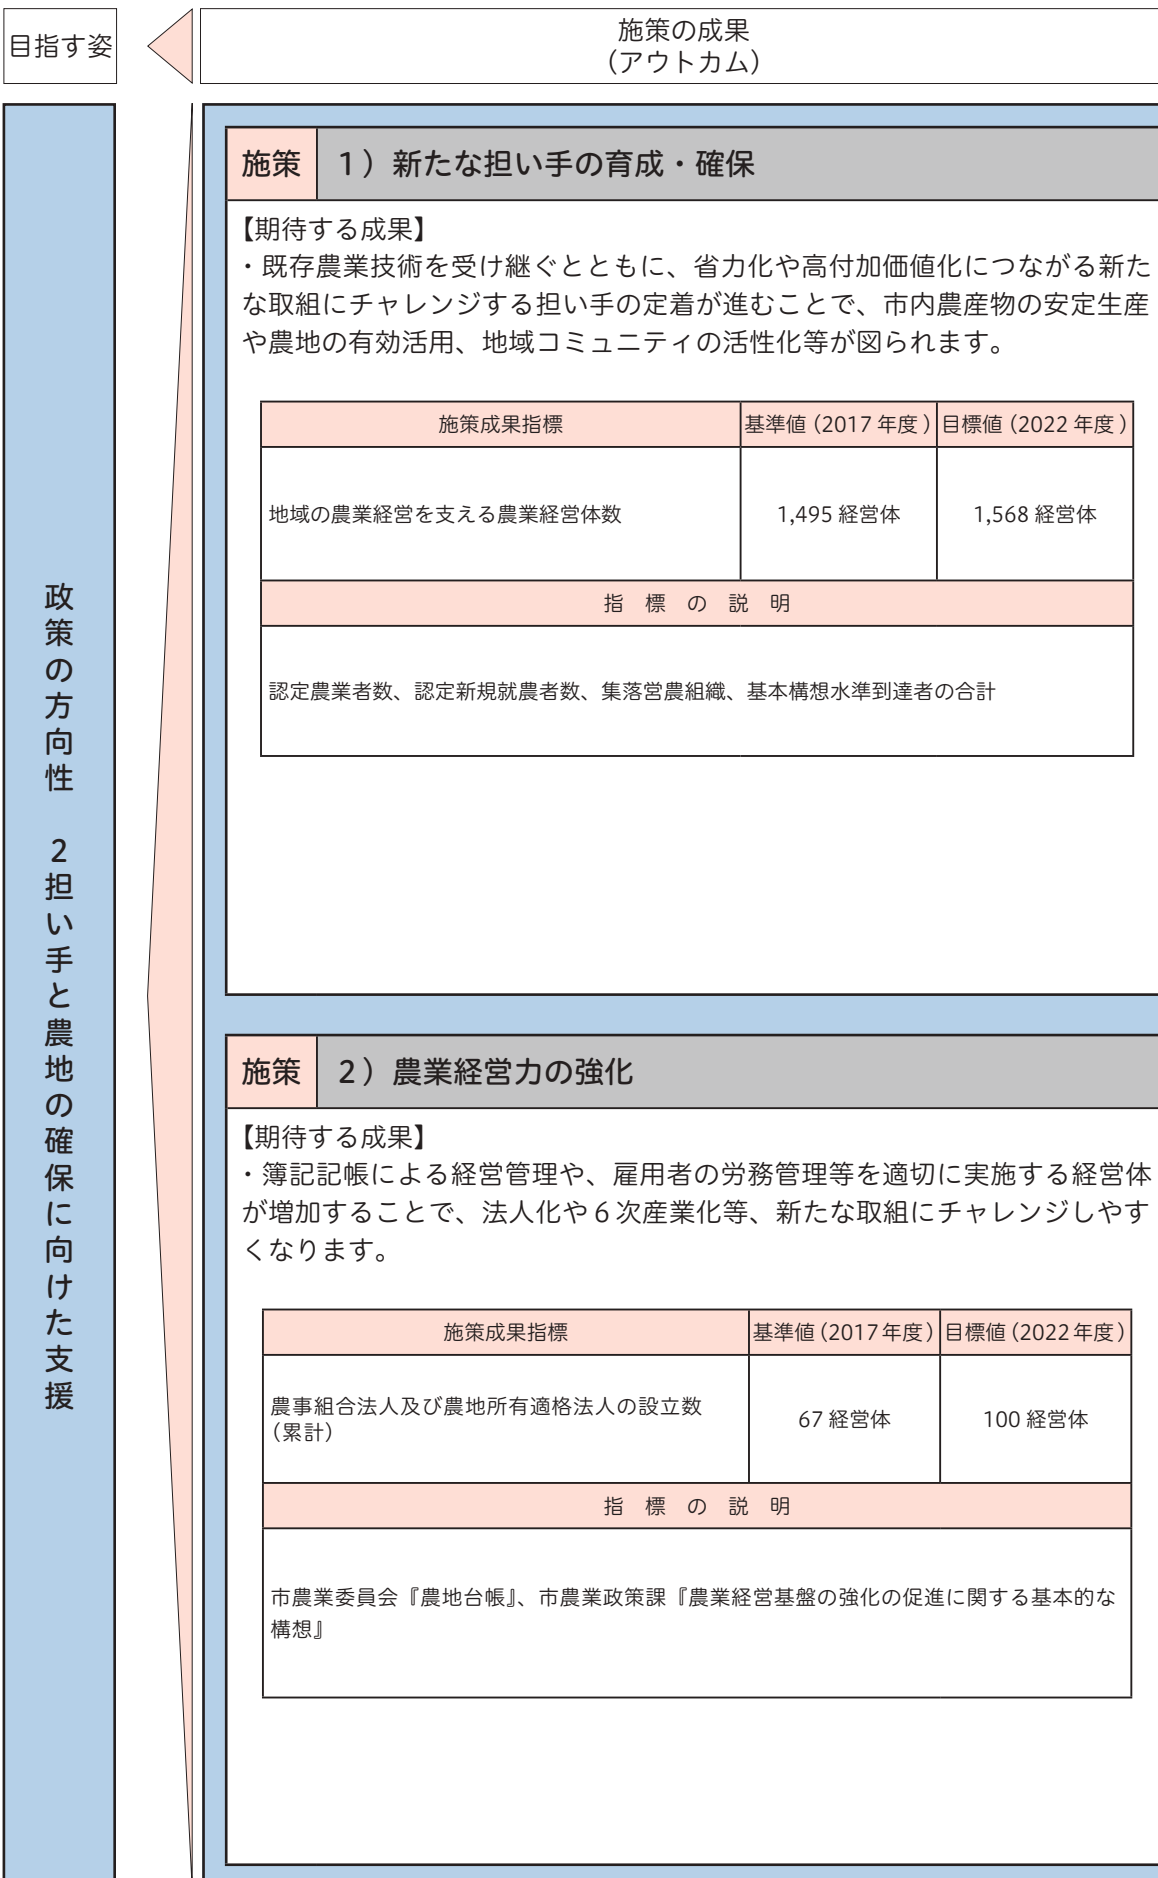 目指す姿
施策の成果
(アウトカム)
政策の方向性　2担い手と農地の確保に向けた支援
施策
1）新たな担い手の育成・確保
【期待する成果】
・既存農業技術を受け継ぐとともに、省力化や高付加価値化につながる新た
な取組にチャレンジする担い手の定着が進むことで、市内農産物の安定生産
や農地の有効活用、地域コミュニティの活性化等が図られます。
施策成果指標
基準値（2017 年度）
目標値（2022 年度）
地域の農業経営を支える農業経営体数
1,495 経営体
1,568 経営体
指　標　の　説　明
認定農業者数、認定新規就農者数、集落営農組織、基本構想水準到達者の合計
施策
2）農業経営力の強化
【期待する成果】
・簿記記帳による経営管理や、雇用者の労務管理等を適切に実施する経営体
が増加することで、法人化や６次産業化等、新たな取組にチャレンジしやす
くなります。
施策成果指標
基準値（2017年度）
目標値（2022年度）
農事組合法人及び農地所有適格法人の設立数
（累計）
67 経営体
100 経営体
指　標　の　説　明
市農業委員会『農地台帳』、市農業政策課『農業経営基盤の強化の促進に関する基本的な
構想』